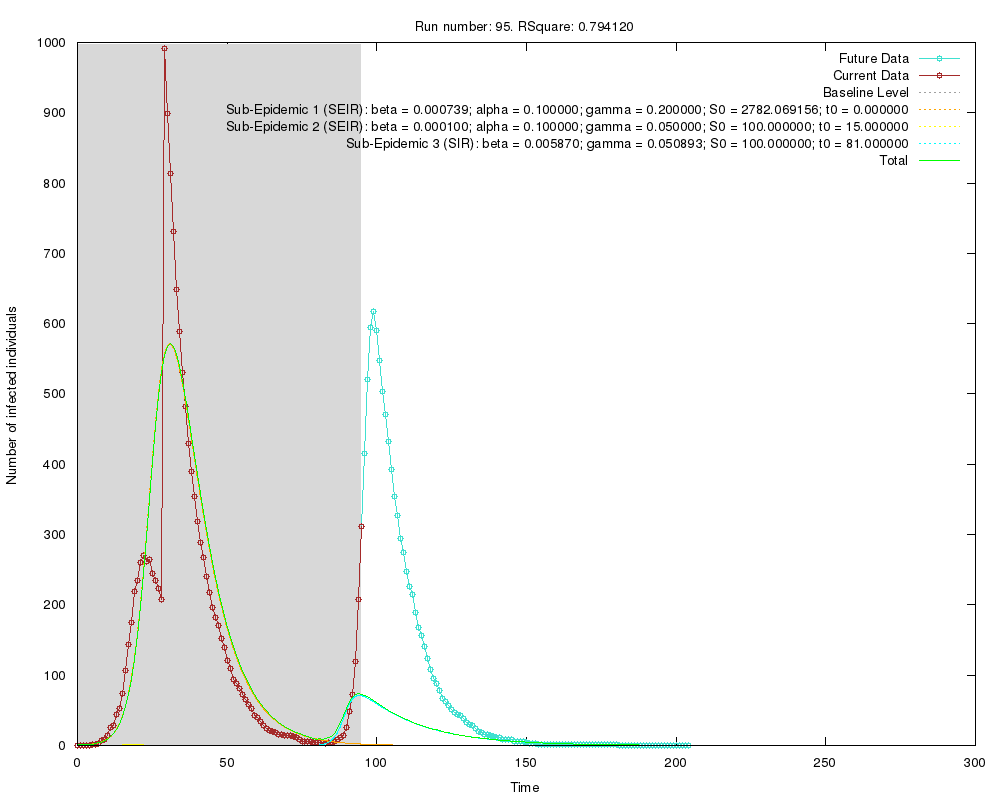 Run number: 95. RSquare: 0.794120
1000
900
800
700
600
500
400
300
200
100
0
0
50
100
150
200
250
300
Number of infected individuals
Time
Future Data
Current Data
Baseline Level
Sub-Epidemic 1 (SEIR): beta = 0.000739; alpha = 0.100000; gamma = 0.200000; S0 = 2782.069156; t0 = 0.000000
Sub-Epidemic 2 (SEIR): beta = 0.000100; alpha = 0.100000; gamma = 0.050000; S0 = 100.000000; t0 = 15.000000
Sub-Epidemic 3 (SIR): beta = 0.005870; gamma = 0.050893; S0 = 100.000000; t0 = 81.000000
Total